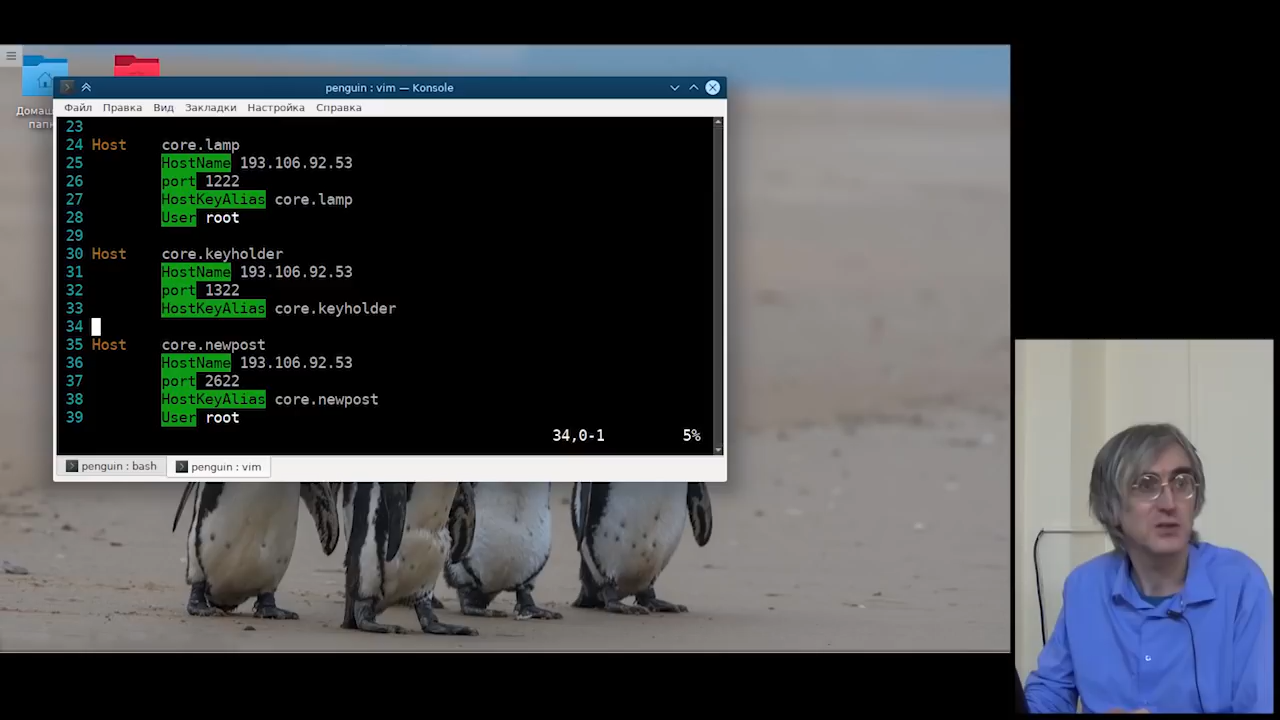 Домаш
папк
penguin : vim — Konsole
Файл Правка Вид Закладки Настройка Справка
23
24 Host core.lamp
25 HostName 193.106.92.53
26 port 1222
27 HostKeyAlias core.lamp
28 User root
29
30 Host core.keyholder
31 HostName 193.106.92.53
32 port 1322
33 HostKeyAlias core.keyholder
34
35 Host core.newpost
36 HostName 193.106.92.53
37 port 2622
38 HostKeyAlias core.newpost
39 User root
34,0-1 5%
penguin : bash penguin : vim